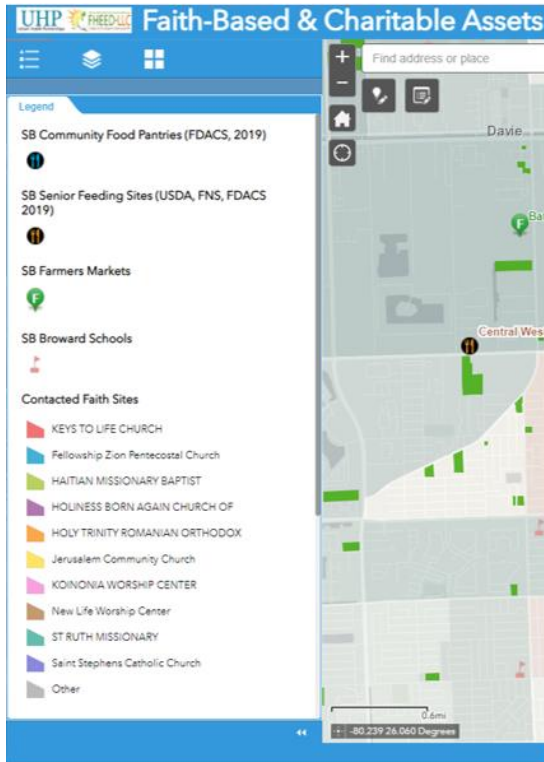 UHP FHEED-LLC Faith-Based & Charitable Assets
Find address or place
Legend
SB Community Food Pantries (FDACS, 2019)
SB Senior Feeding Sites (USDA, FNS, FDACS
2019)
SB Farmers Markets
F
SB Broward Schools
Contacted Faith Sites
KEYS TO LIFE CHURCH
Fellowship Zion Pentecostal Church
HAITIAN MISSIONARY BAPTIST
HOLINESS BORN AGAIN CHURCH OF
HOLY TRINITY ROMANIAN ORTHODOX
Jerusalem Community Church
KOINONIA WORSHIP CENTER
New Life Worship Center
ST RUTH MISSIONARY
Saint Stephens Catholic Church
Other
Davie
F
Central Wes
0.6mi
-80.239 26.060 Degrees